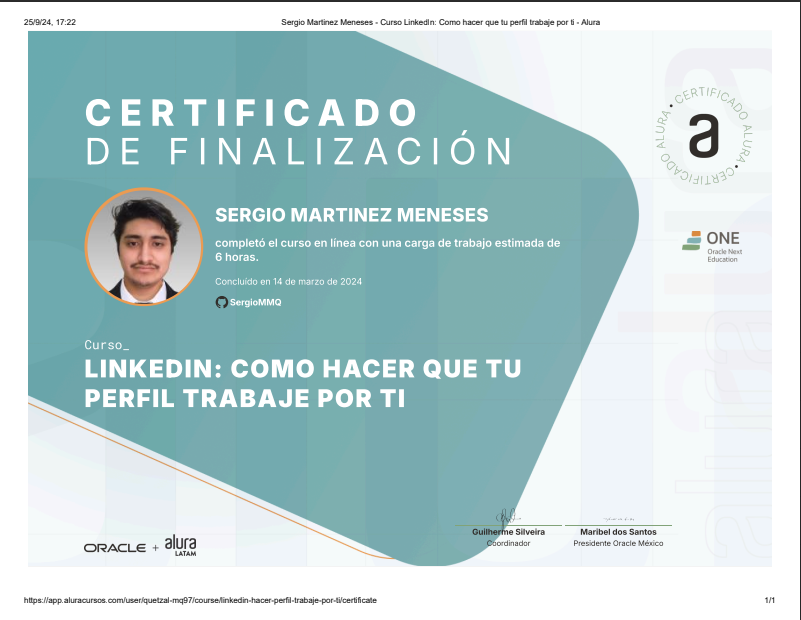 25/9/24, 17:22
Sergio Martinez Meneses - Curso LinkedIn: Como hacer que tu perfil trabaje por ti - Alura
CERTIFICADO
DE FINALIZACIÓN
• CERTIFICADO ALURA • CERTIFICADO ALURA
a
SERGIO MARTINEZ MENESES
completó el curso en línea con una carga de trabajo estimada de
6 horas.
Concluído en 14 de marzo de 2024
SergioMMQ
ONE
Oracle Next
Education
Curso_
LINKEDIN: COMO HACER QUE TU
PERFIL TRABAJE POR TI
ORACLE + alura
LATAM
Guilherme Silveira
Coordinador
Maribel dos Santos
Presidente Oracle México
https://app.aluracursos.com/user/quetzal-mq97/course/linkedin-hacer-perfil-trabaje-por-ti/certificate
1/1